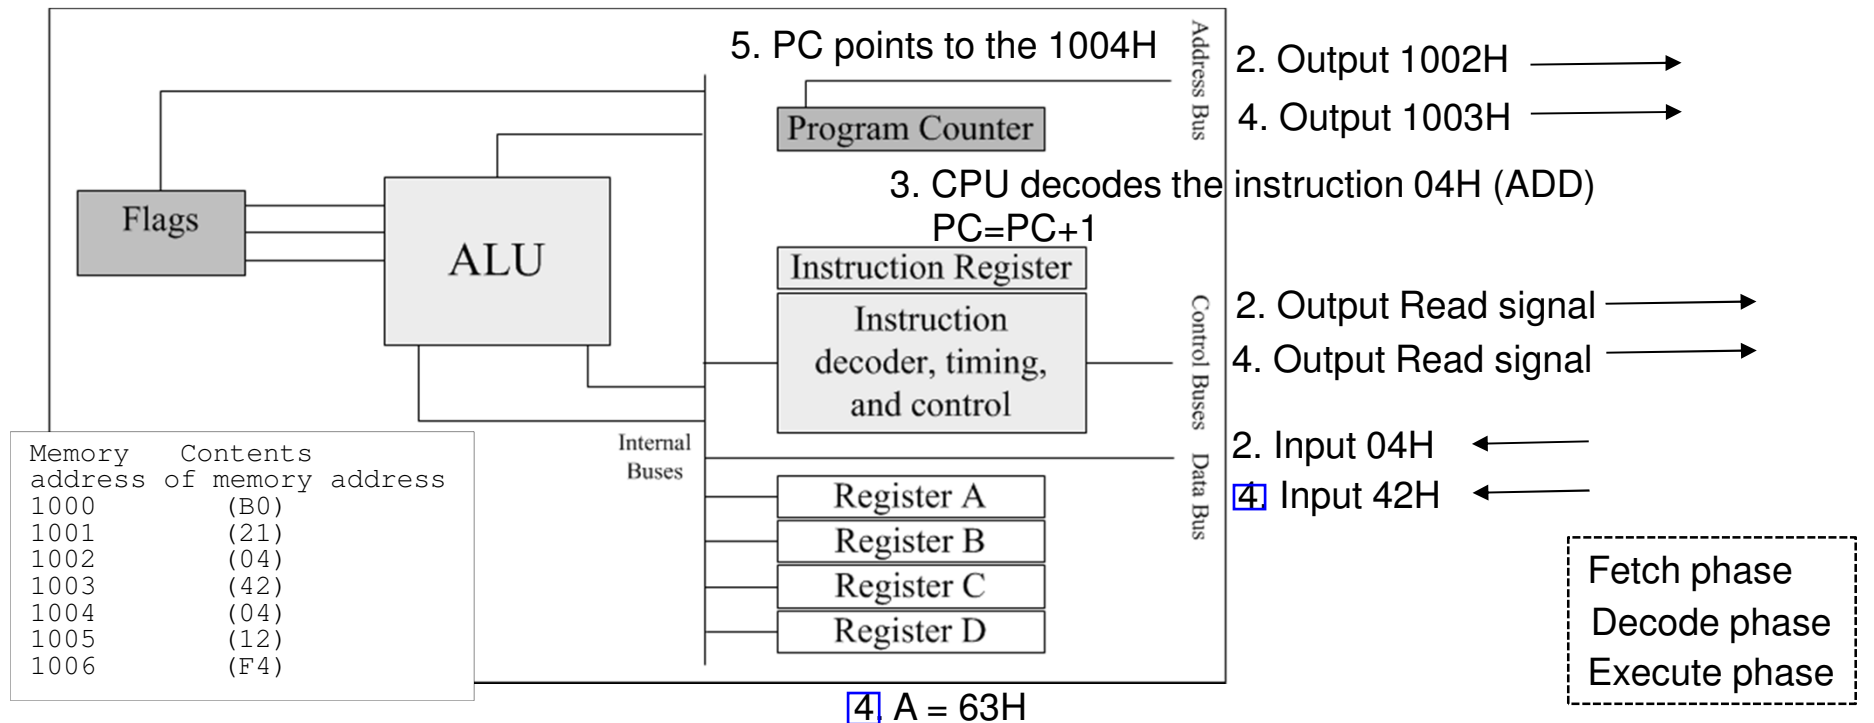 5. PC points to the 1004H
Address Bus
2. Output 1002H
4. Output 1003H
Program Counter
3. CPU decodes the instruction 04H (ADD)
PC=PC+1
Flags
ALU
Instruction Register
Instruction
decoder, timing,
and control
Control Buses
2. Output Read signal
4. Output Read signal
Internal
Buses
Data Bus
2. Input 04H
4. Input 42H
Register A
Register B
Register C
Register D
Memory Contents
address of memory address
1000 (B0)
1001 (21)
1002 (04)
1003 (42)
1004 (04)
1005 (12)
1006 (F4)
Fetch phase
Decode phase
Execute phase
4. A = 63H